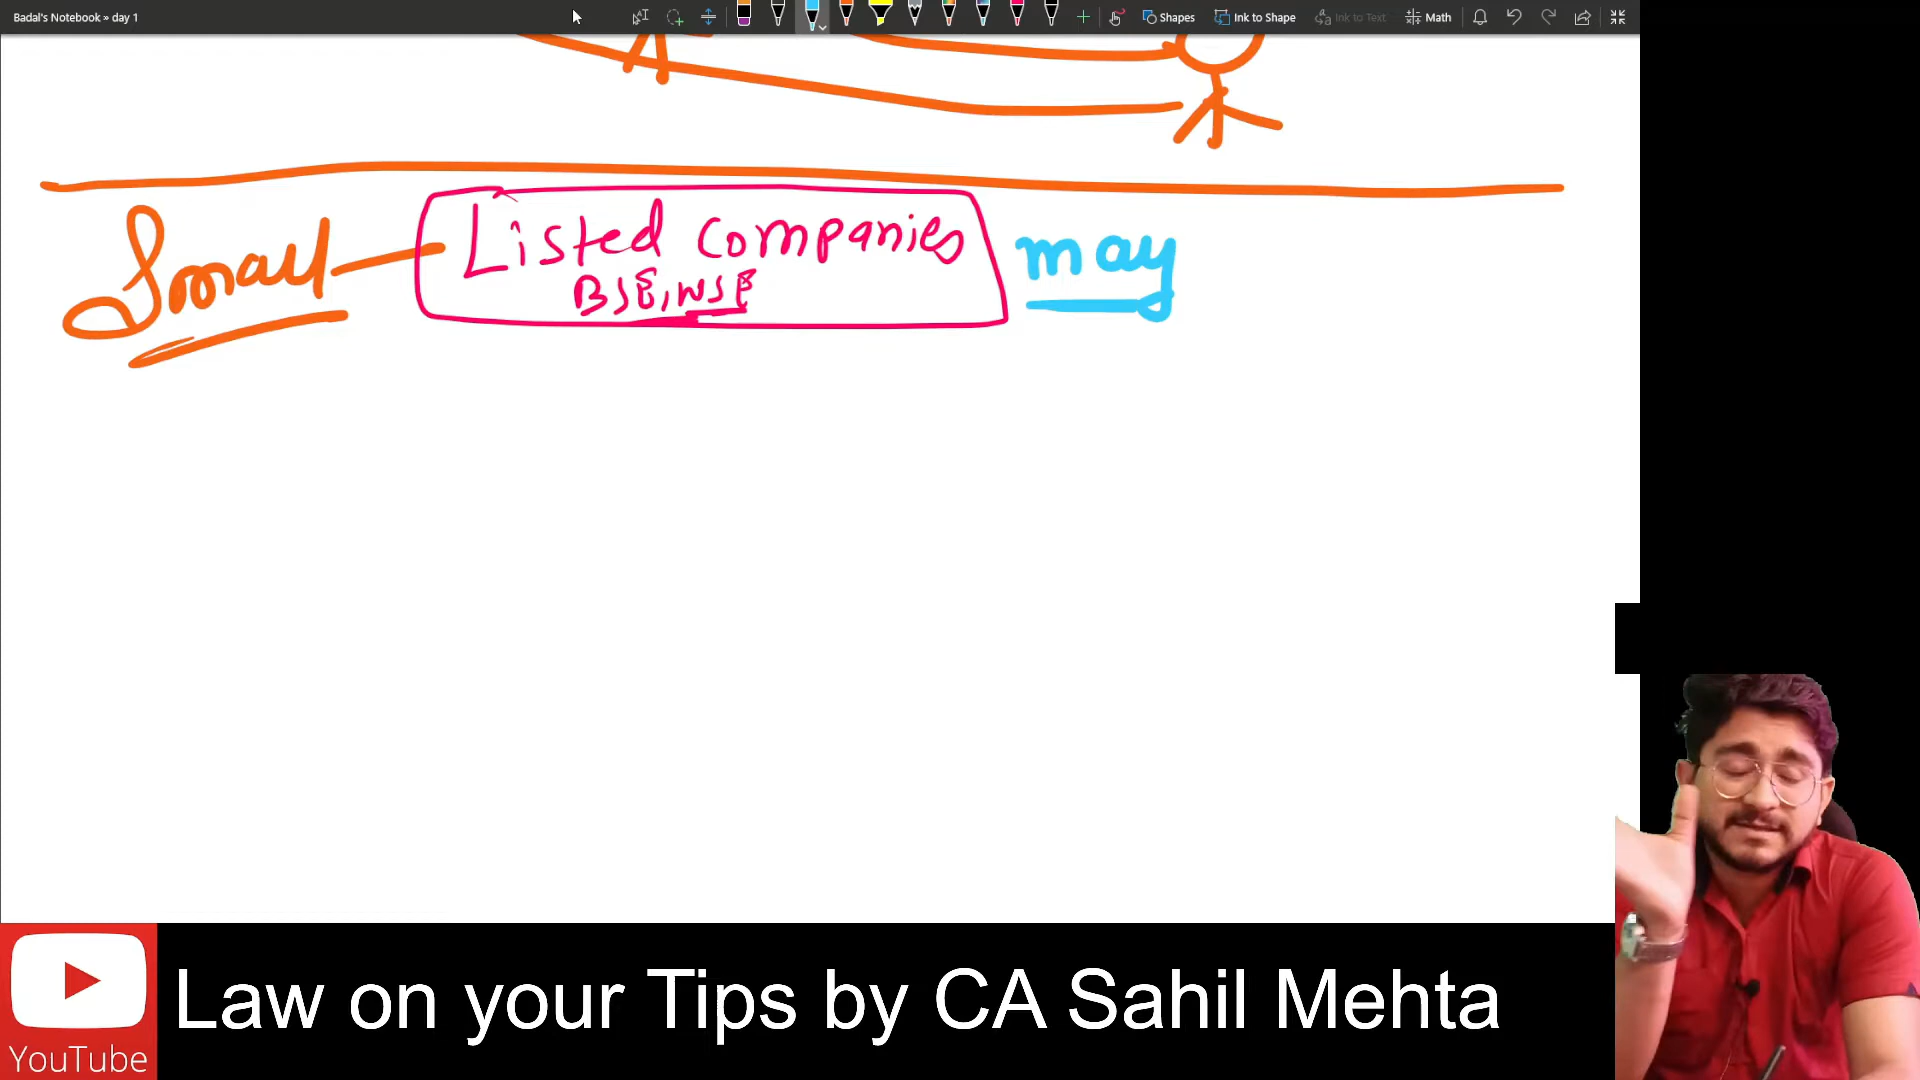 Badal's Notebook » day 1
Shapes Ink to Shape Ink to Text Math
Small Listed companies may
BSE, NSE
YouTube Law on your Tips by CA Sahil Mehta